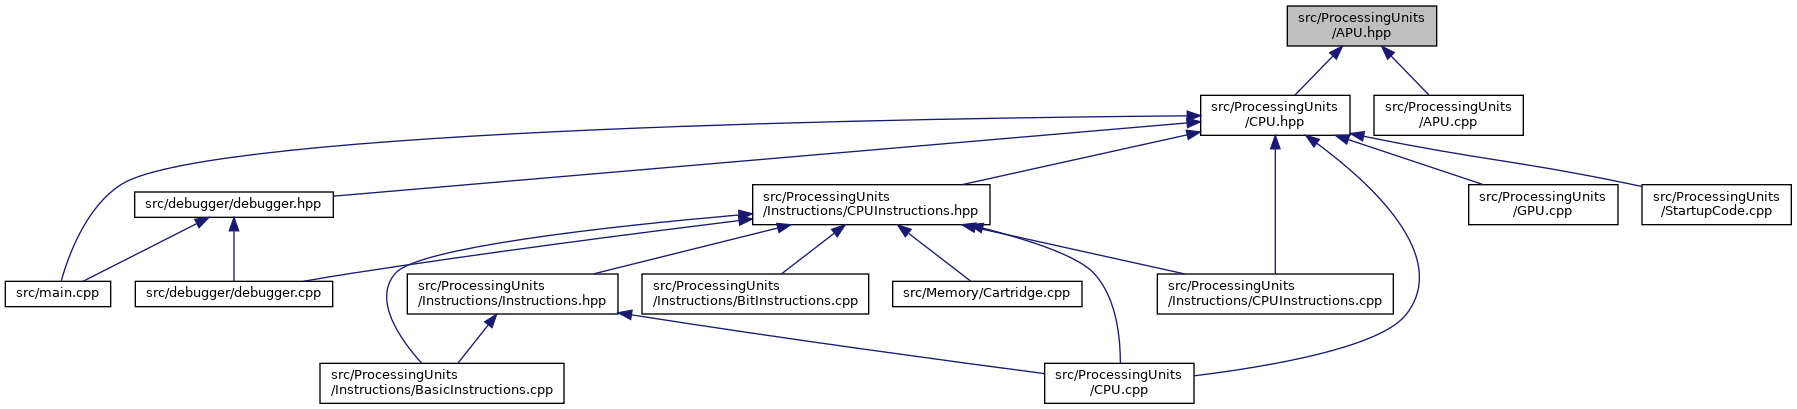 src/ProcessingUnits
/APU.hpp
src/ProcessingUnits
/CPU.hpp
src/ProcessingUnits
/APU.cpp
src/debugger/debugger.hpp
src/ProcessingUnits
/Instructions/CPUInstructions.hpp
src/ProcessingUnits
/GPU.cpp
src/ProcessingUnits
/StartupCode.cpp
src/main.cpp
src/debugger/debugger.cpp
src/ProcessingUnits
/Instructions/Instructions.hpp
src/ProcessingUnits
/Instructions/BitInstructions.cpp
src/Memory/Cartridge.cpp
src/ProcessingUnits
/Instructions/CPUInstructions.cpp
src/ProcessingUnits
/Instructions/BasicInstructions.cpp
src/ProcessingUnits
/CPU.cpp